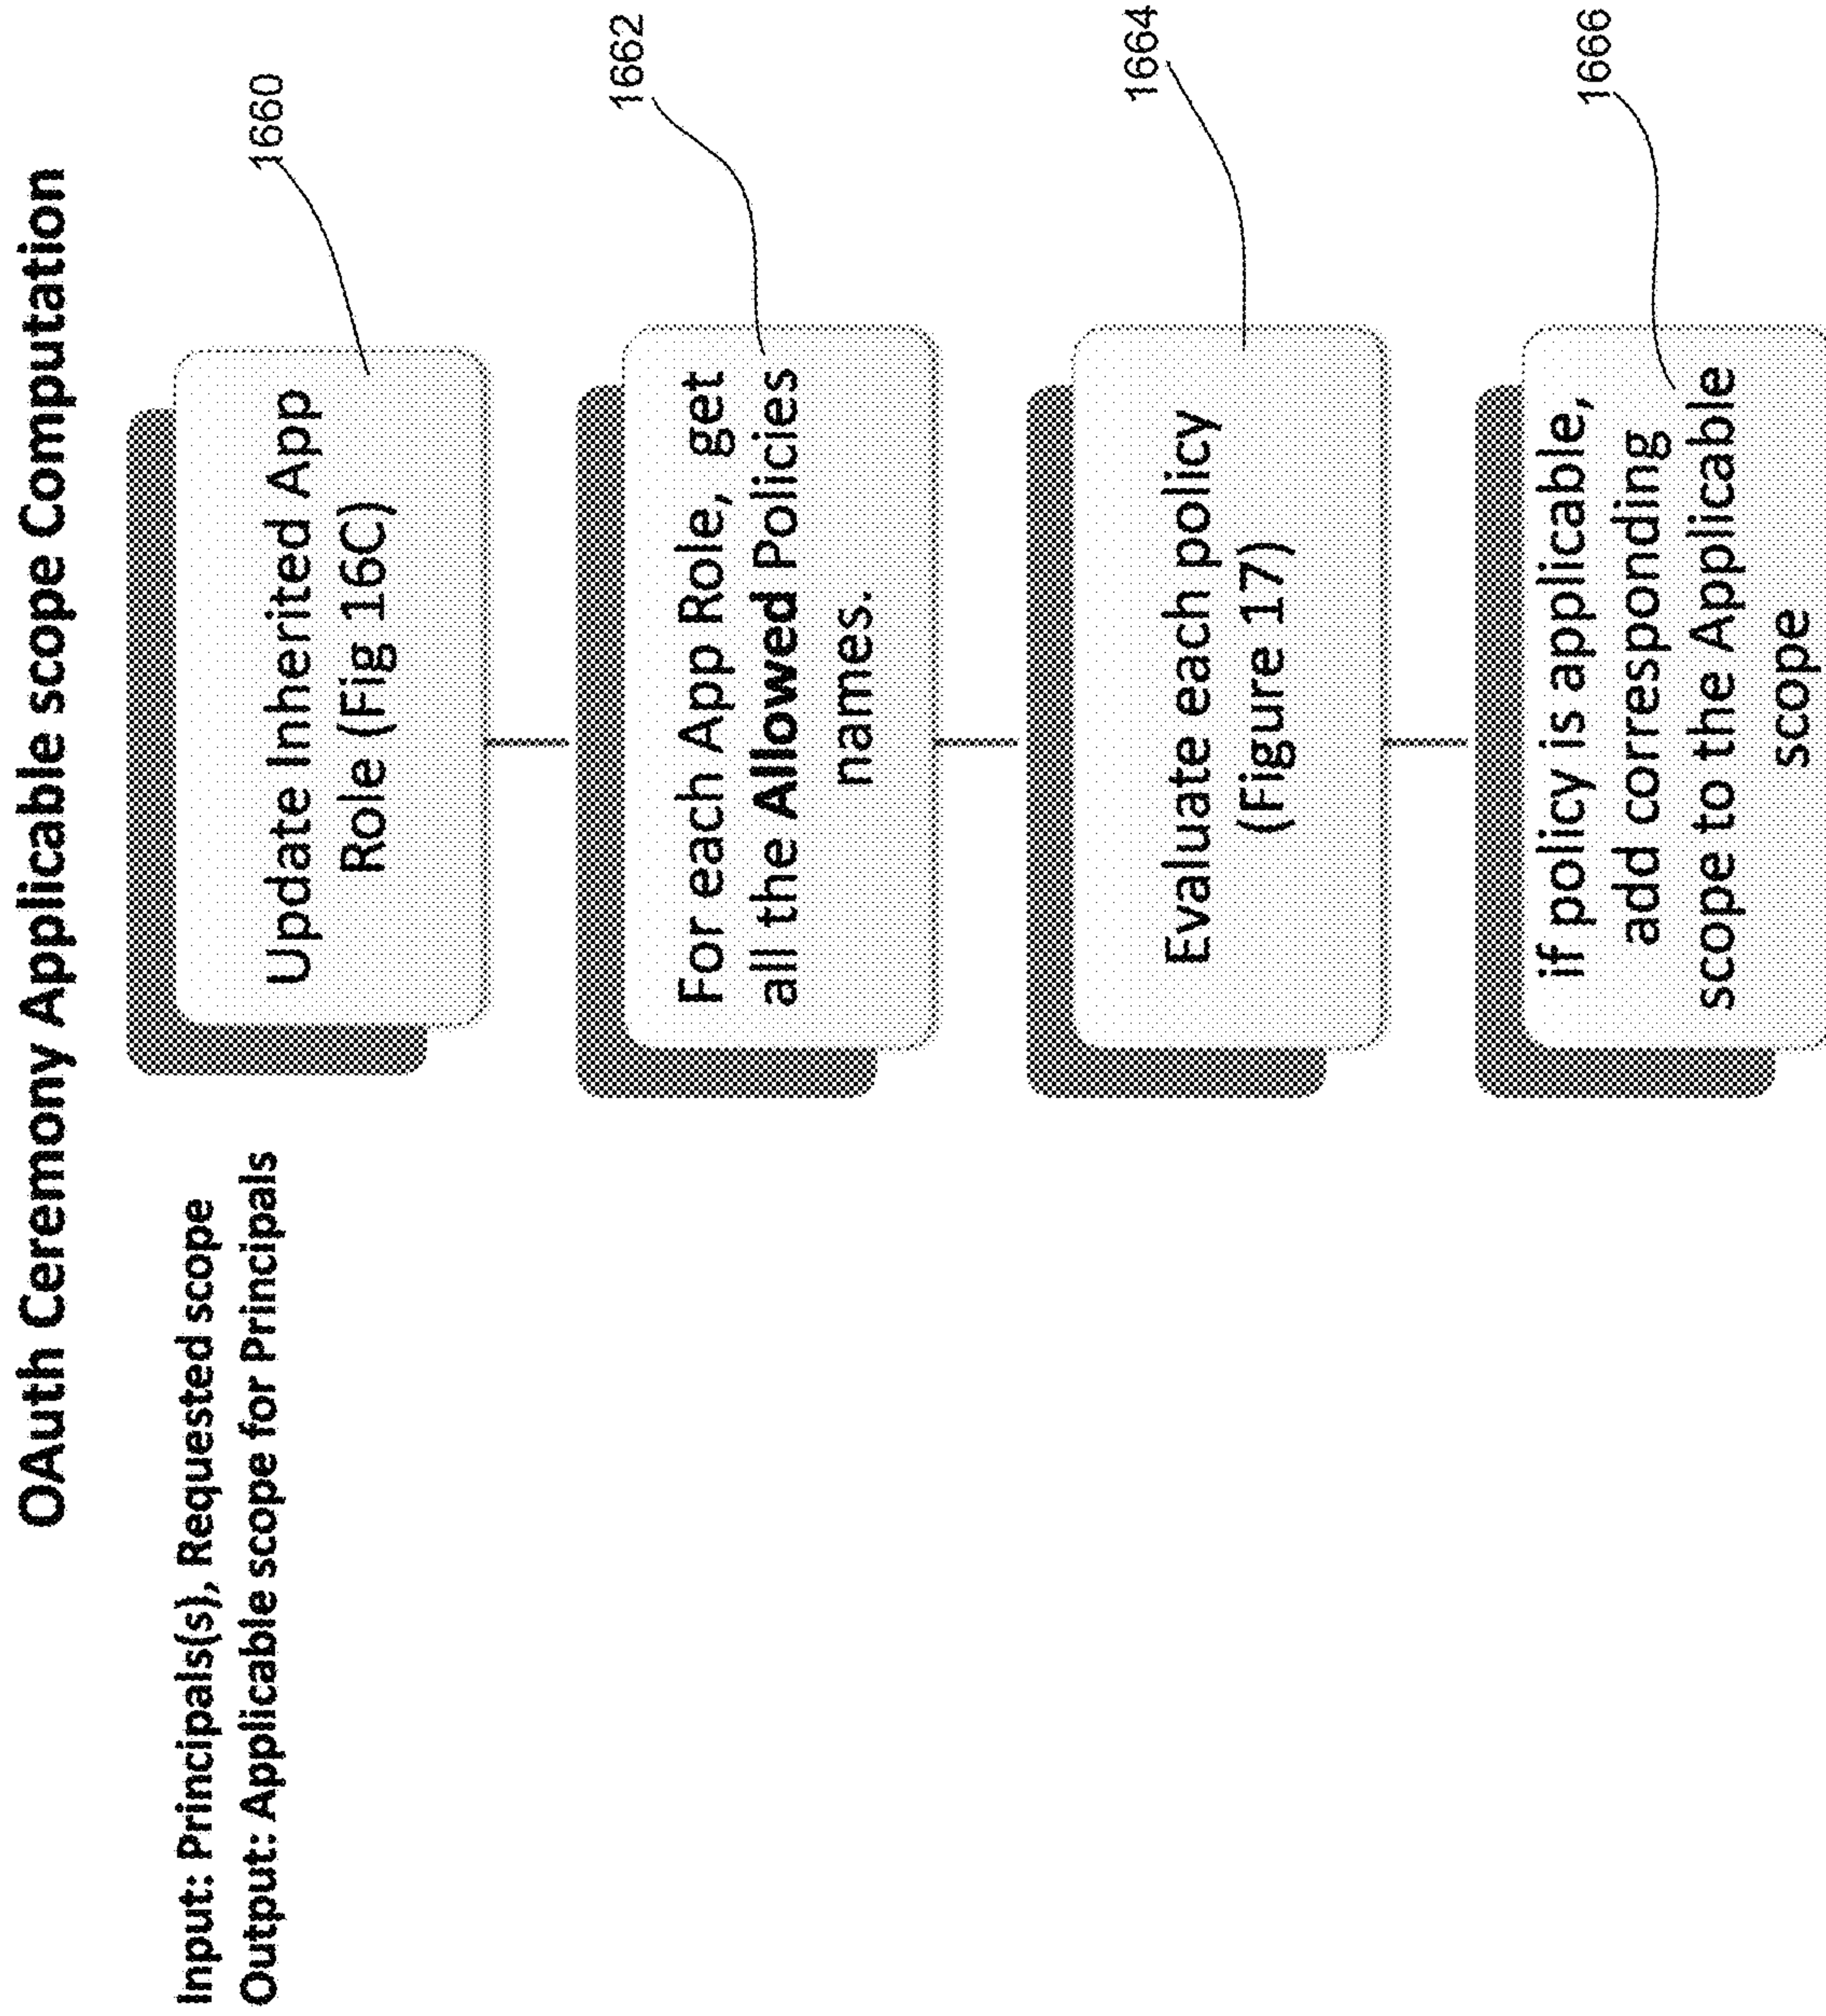 OAuth Ceremony Applicable scope Computation
Input: Principals(s), Requested scope
Output: Applicable scope for Principals
Update Inherited App
Role (Fig 16C)
1660
For each App Role, get
all the Allowed Policies
names.
1662
Evaluate each policy
(Figure 17)
1664
if policy is applicable,
add corresponding
scope to the Applicable
scope
1666